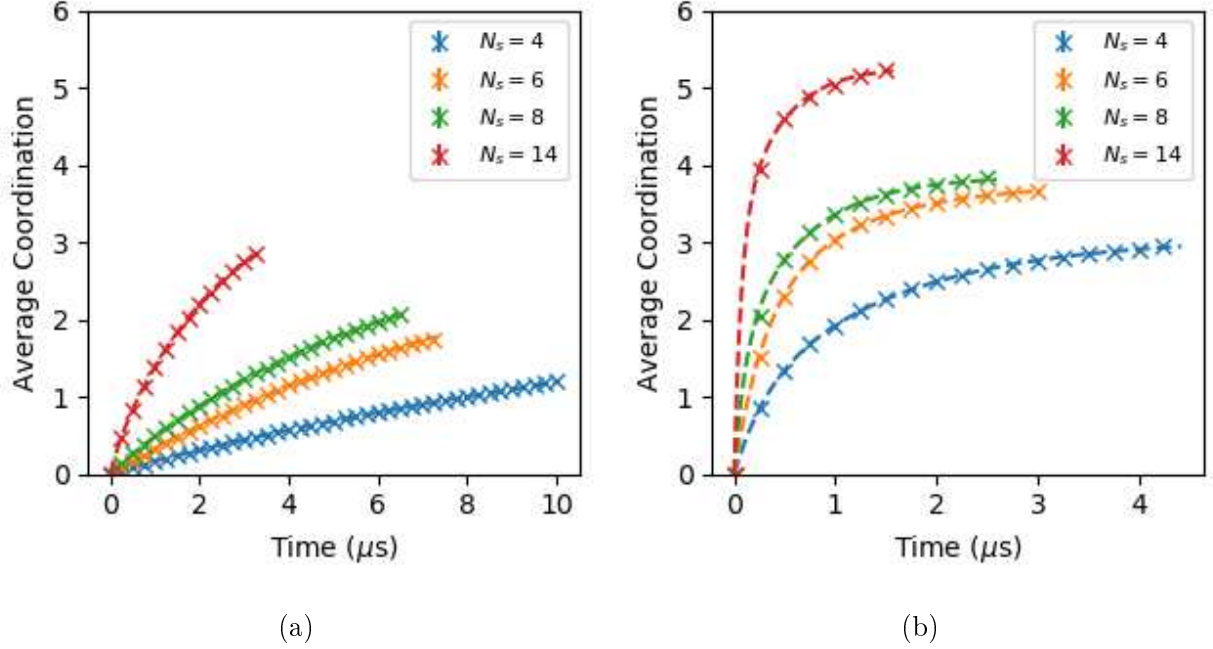 6
5
4
3
2
1
0
Average Coordination
0 2 4 6 8 10
Time (μs)
N_s = 4
N_s = 6
N_s = 8
N_s = 14
(a)
6
5
4
3
2
1
0
Average Coordination
0 1 2 3 4
Time (μs)
N_s = 4
N_s = 6
N_s = 8
N_s = 14
(b)